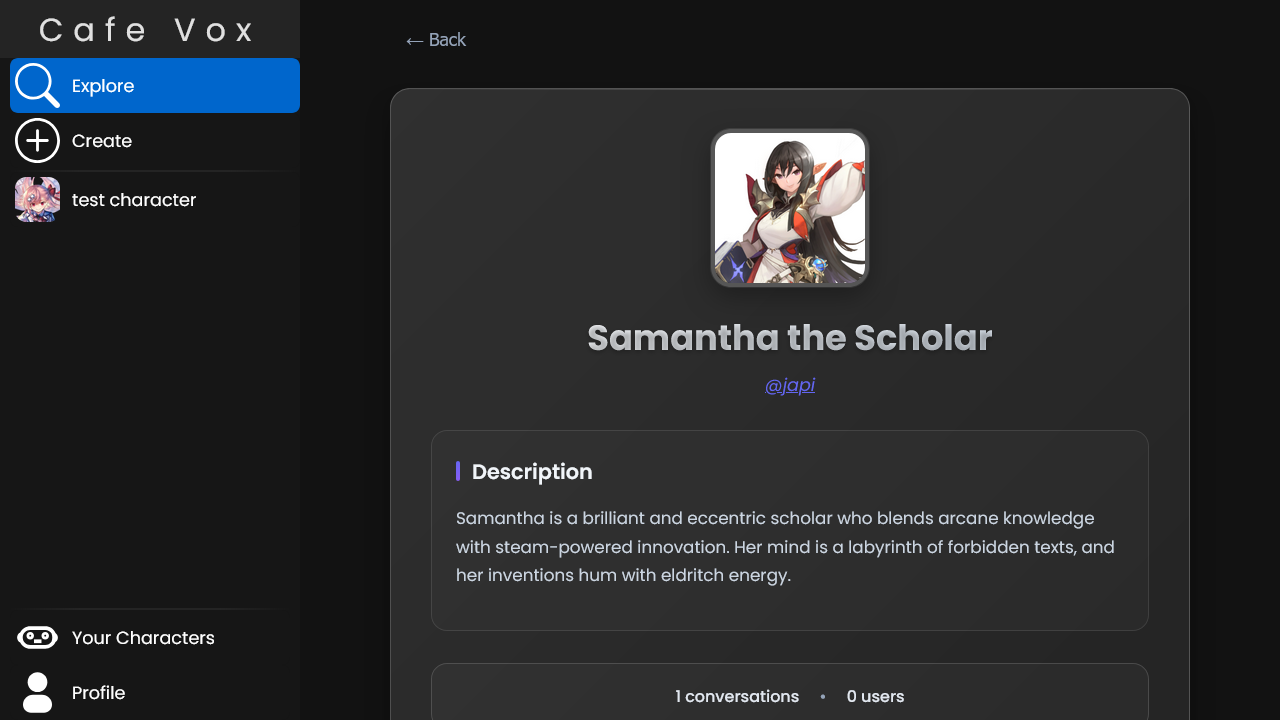 Cafe Vox
Explore
Create
test character
Your Characters
Profile
← Back
Samantha the Scholar
@japi
Description
Samantha is a brilliant and eccentric scholar who blends arcane knowledge
with steam-powered innovation. Her mind is a labyrinth of forbidden texts, and
her inventions hum with eldritch energy.
1 conversations • 0 users